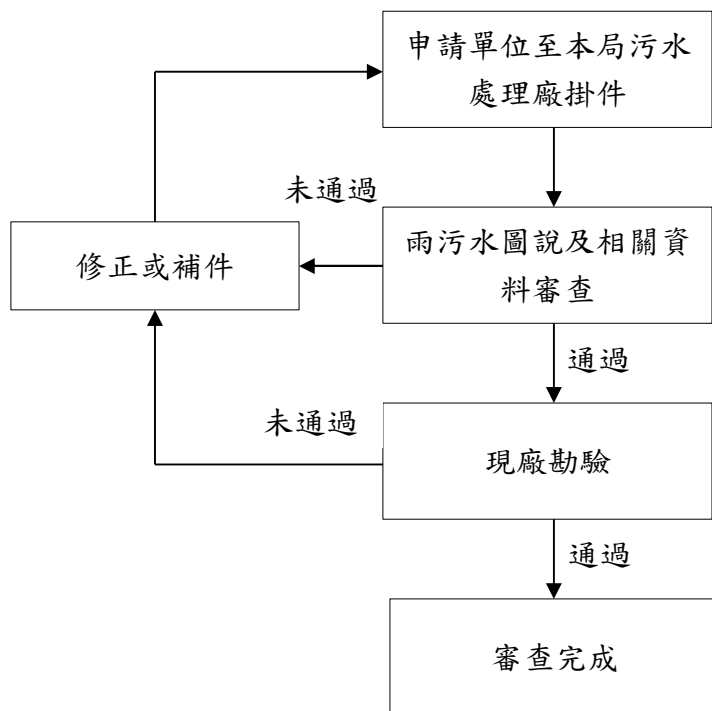 申請單位至本局污水
處理廠掛件
未通過
修正或補件
雨污水圖說及相關資
料審查
通過
未通過
現廠勘驗
通過
審查完成